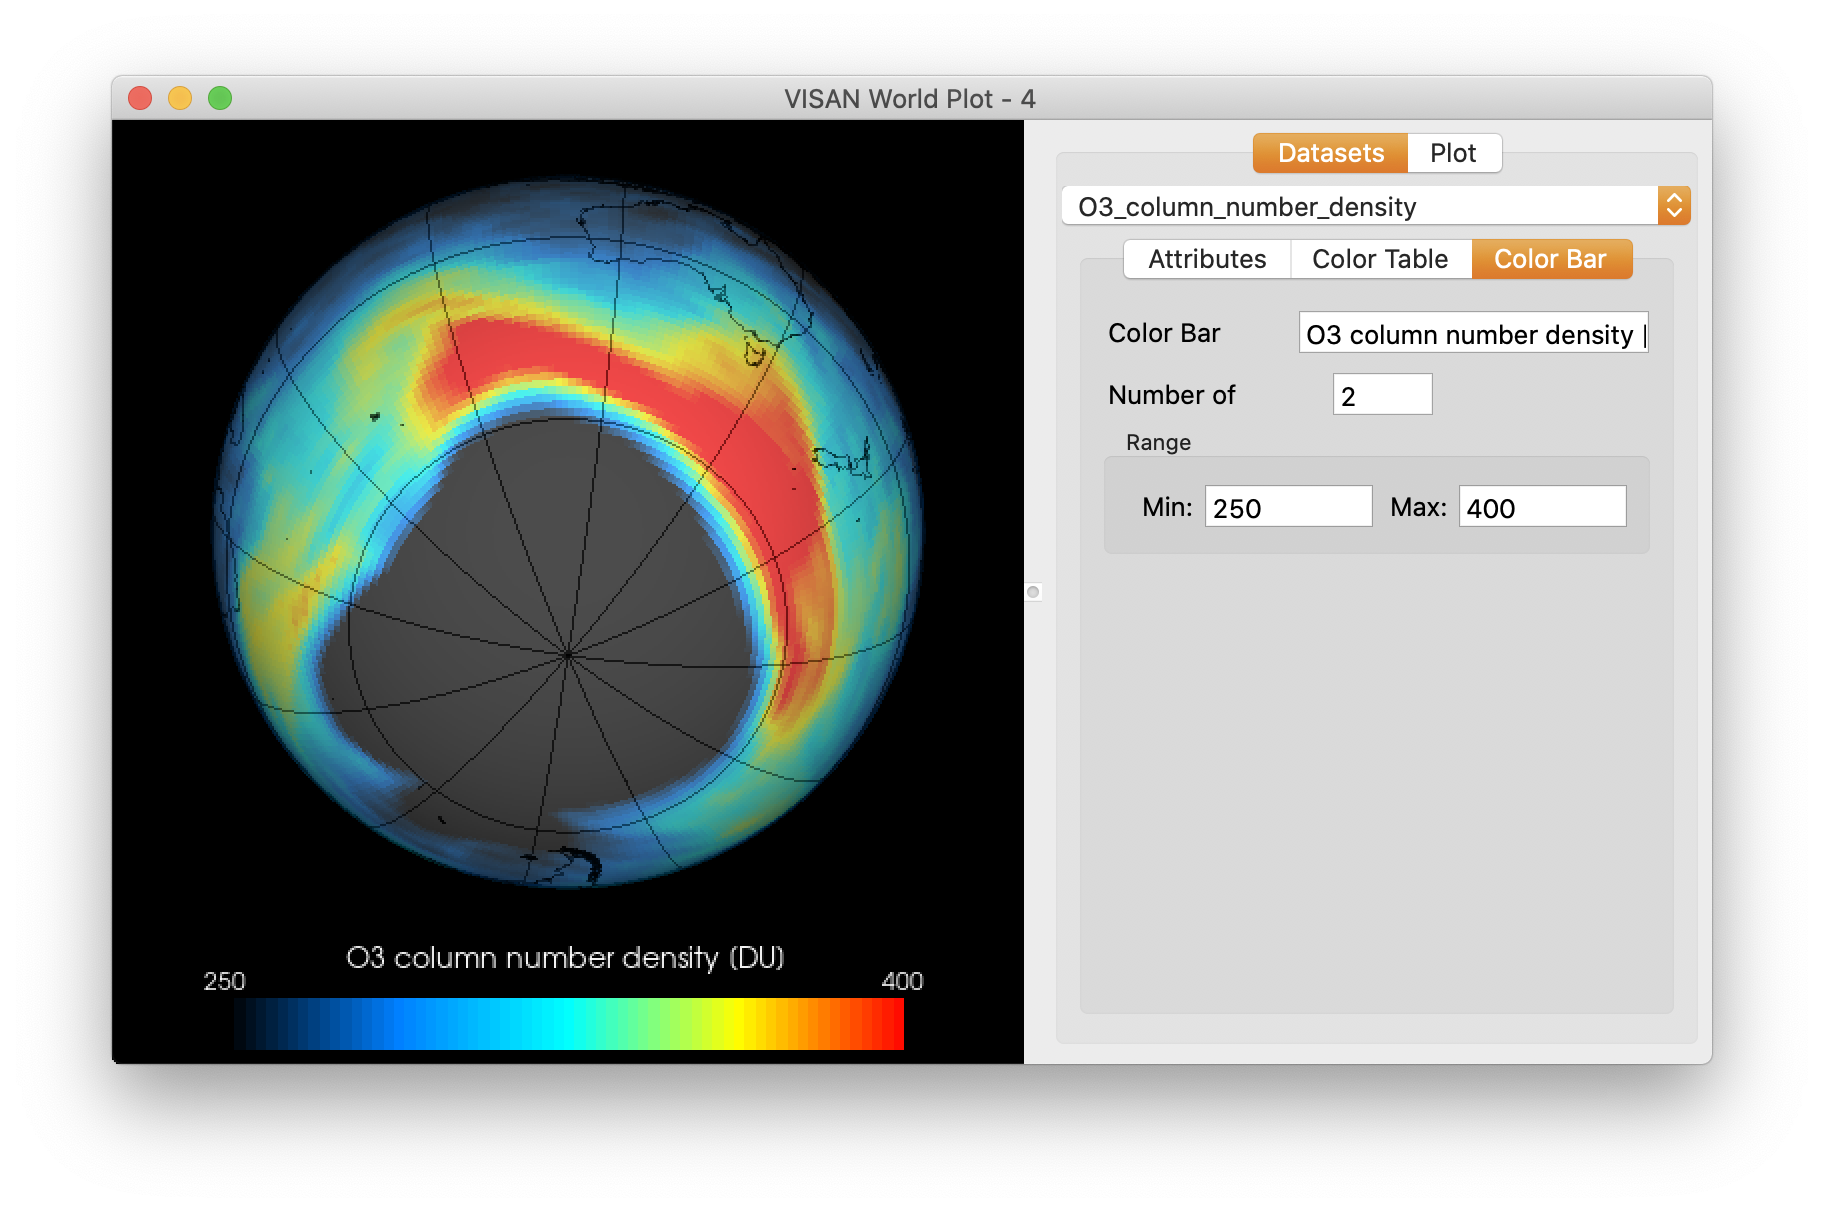 VISAN World Plot - 4
Datasets Plot
O3_column_number_density
Attributes Color Table Color Bar
Color Bar O3 column number density
Number of 2
Range
Min: 250 Max: 400
O3 column number density (DU)
250 400